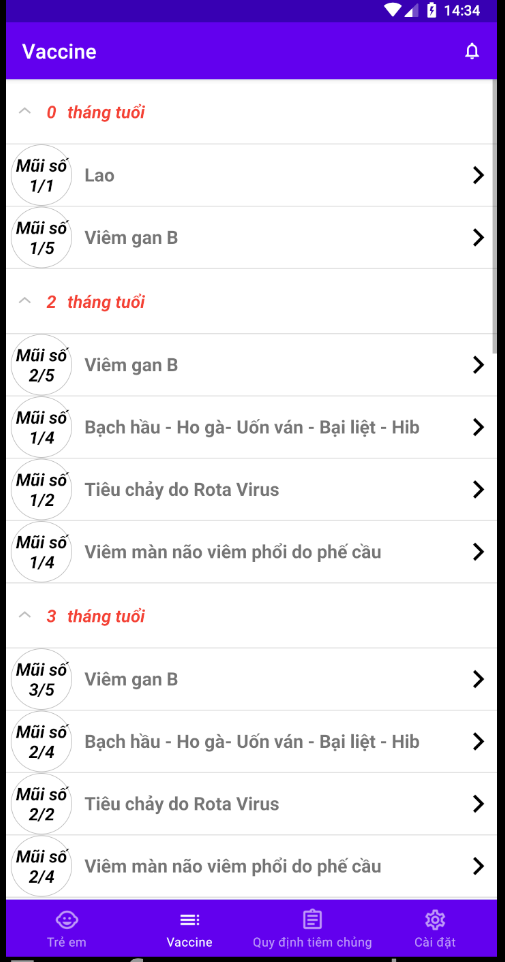 14:34
Vaccine
0 tháng tuổi
Mũi số
1/1
Lao
Mũi số
1/5
Viêm gan B
2 tháng tuổi
Mũi số
2/5
Viêm gan B
Mũi số
1/4
Bạch hầu - Ho gà- Uốn ván - Bại liệt - Hib
Mũi số
1/2
Tiêu chảy do Rota Virus
Mũi số
1/4
Viêm màn não viêm phổi do phế cầu
3 tháng tuổi
Mũi số
3/5
Viêm gan B
Mũi số
2/4
Bạch hầu - Ho gà- Uốn ván - Bại liệt - Hib
Mũi số
2/2
Tiêu chảy do Rota Virus
Mũi số
2/4
Viêm màn não viêm phổi do phế cầu
Trẻ em
Vaccine
Quy định tiêm chủng
Cài đặt